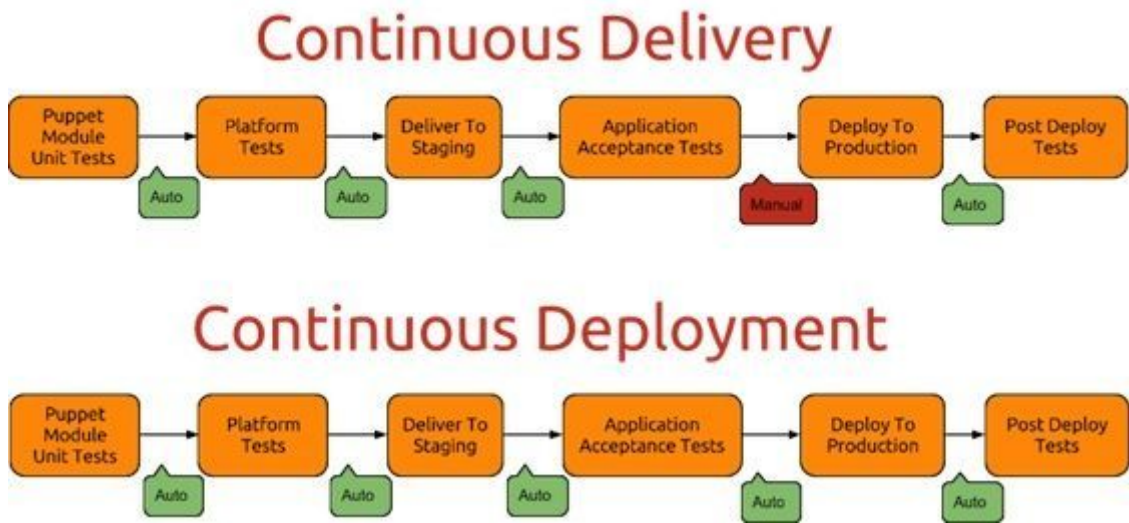 Continuous Delivery
Puppet
Module
Unit Tests
Platform
Tests
Deliver To
Staging
Application
Acceptance Tests
Deploy To
Production
Post Deploy
Tests
Auto
Auto
Auto
Manual
Auto
Continuous Deployment
Puppet
Module
Unit Tests
Platform
Tests
Deliver To
Staging
Application
Acceptance Tests
Deploy To
Production
Post Deploy
Tests
Auto
Auto
Auto
Auto
Auto